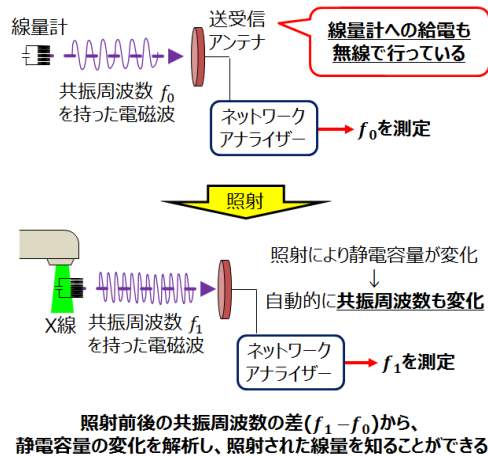 線量計
送受信
アンテナ
線量計への給電も
無線で行っている
共振周波数 f₀
を持った電磁波
ネットワーク
アナライザー
f₀を測定
照射
照射により静電容量が変化
↓
自動的に共振周波数も変化
X線
共振周波数 f₁
を持った電磁波
ネットワーク
アナライザー
f₁を測定
照射前後の共振周波数の差(f₁ −f₀)から、
静電容量の変化を解析し、照射された線量を知ることができる